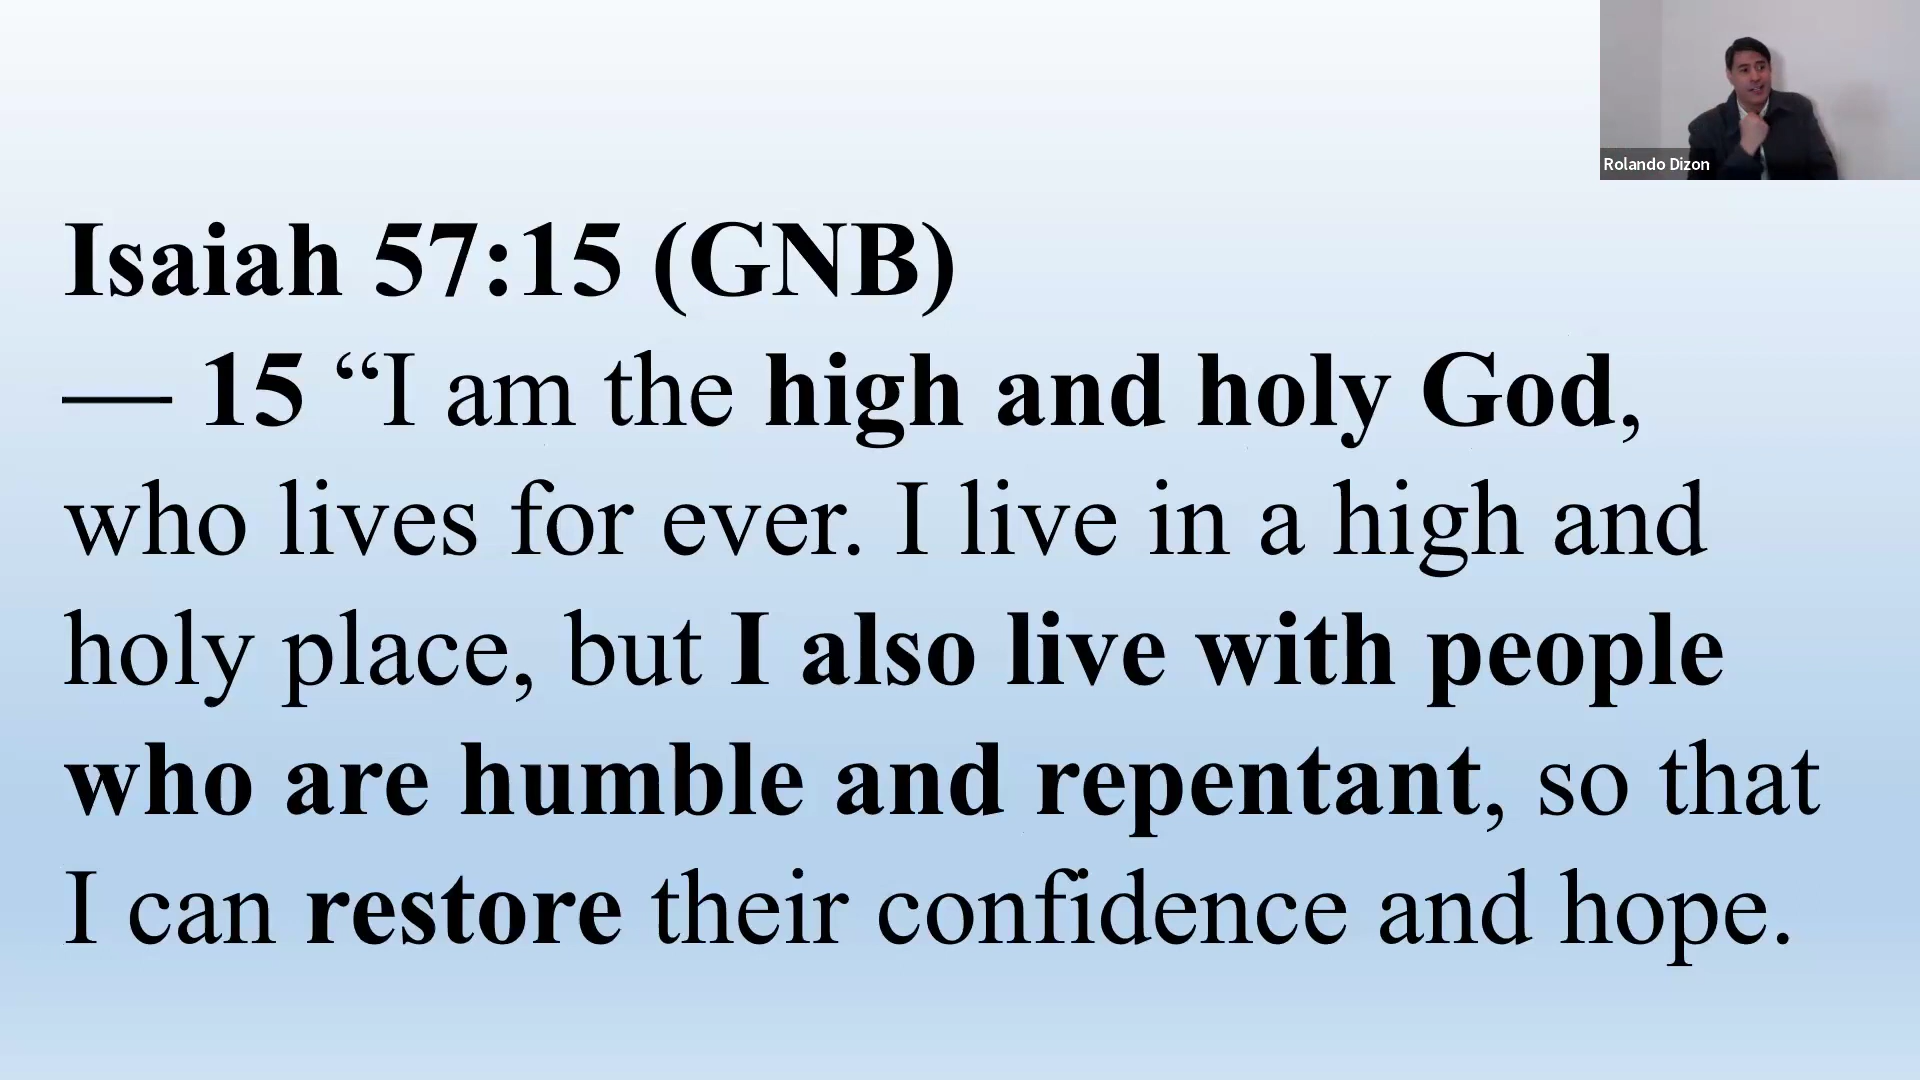 Rolando Dizon
Isaiah 57:15 (GNB)
— 15 “I am the high and holy God,
who lives for ever. I live in a high and
holy place, but I also live with people
who are humble and repentant, so that
I can restore their confidence and hope.